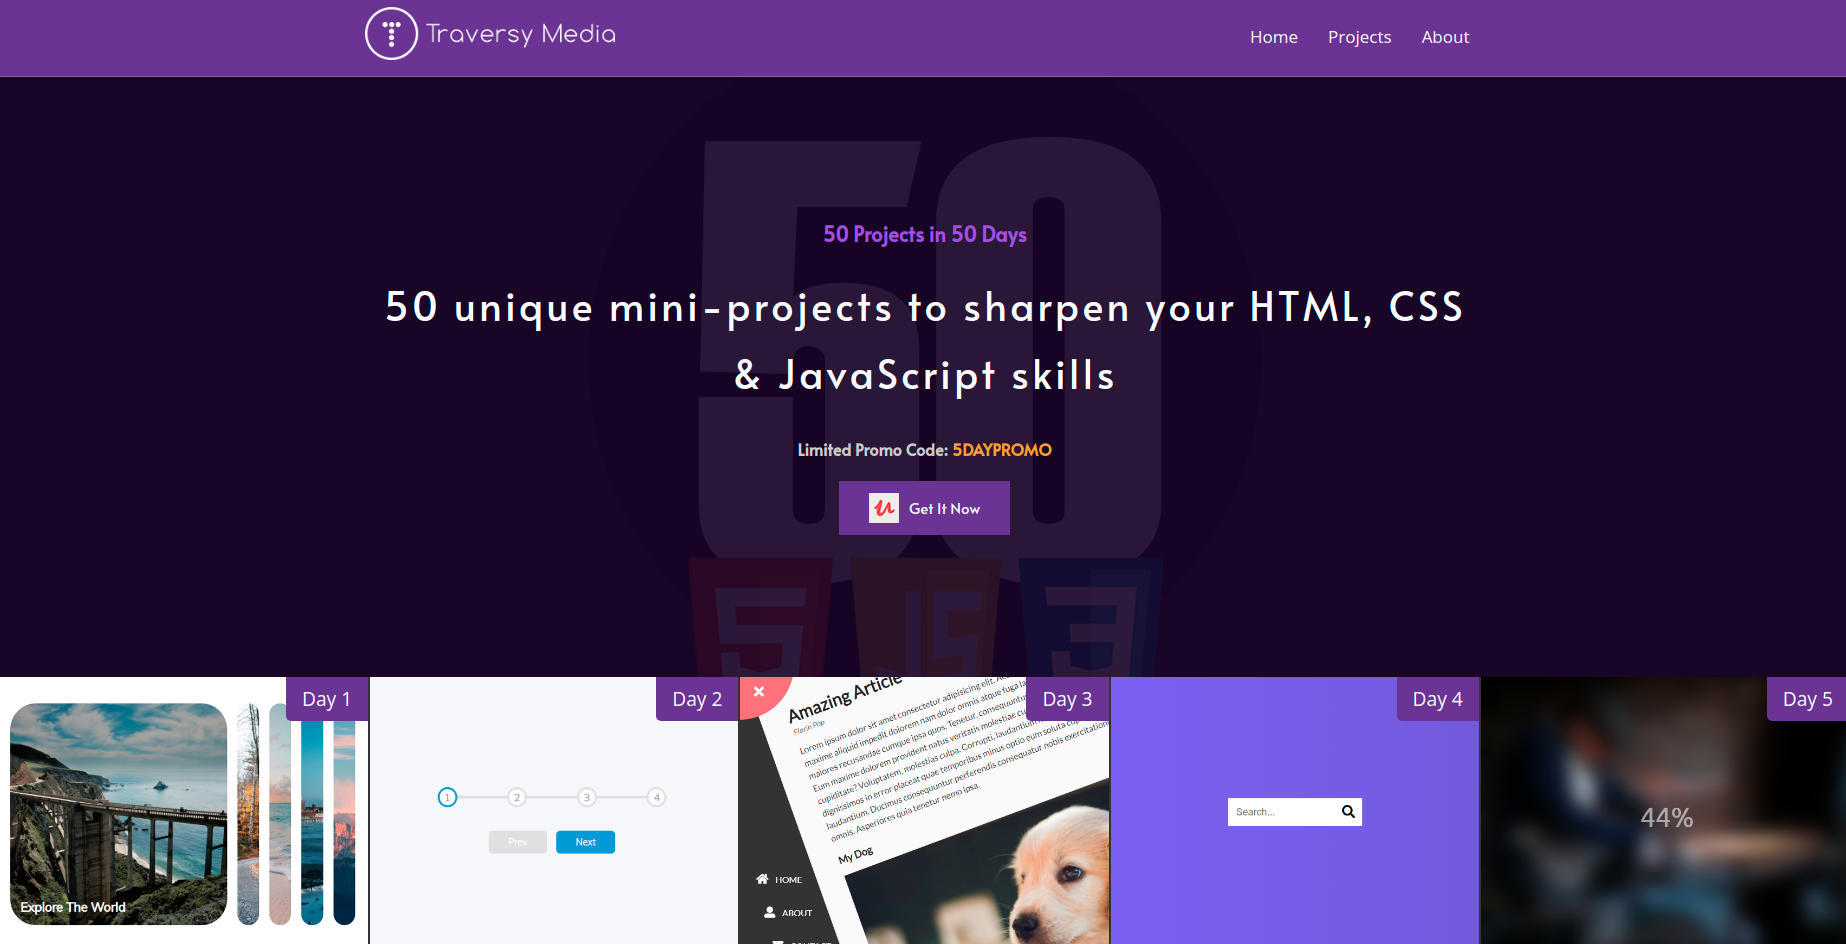 Traversy Media
Home Projects About
50 Projects in 50 Days
50 unique mini-projects to sharpen your HTML, CSS
& JavaScript skills
Limited Promo Code: 5DAYPROMO
Get It Now
Day 1
Explore The World
Day 2
1 2 3 4
Prev Next
Day 3
Amazing Article
Florin Pop
Lorem ipsum dolor sit amet consectetur adipisicing elit.
maxime aliquid impedit dolorem nam dolor omnis atque fuga
maiores recusandae cumque ipsa quos. Tenetur, consequuntur
Eum maxime dolorem provident natus veritatis molestiae
cupiditate? Voluptatem, molestias culpa. Corrupti, laudantium
dignissimos in error placeat quae temporibus minus optio eum soluta
laudantium. Ducimus consequuntur perferendis consequatur nobis exercitationem
omnis. Asperiores quia tenetur nemo ipsa.
My Dog
HOME
ABOUT
Day 4
Search...
Day 5
44%
50
5
JS
3